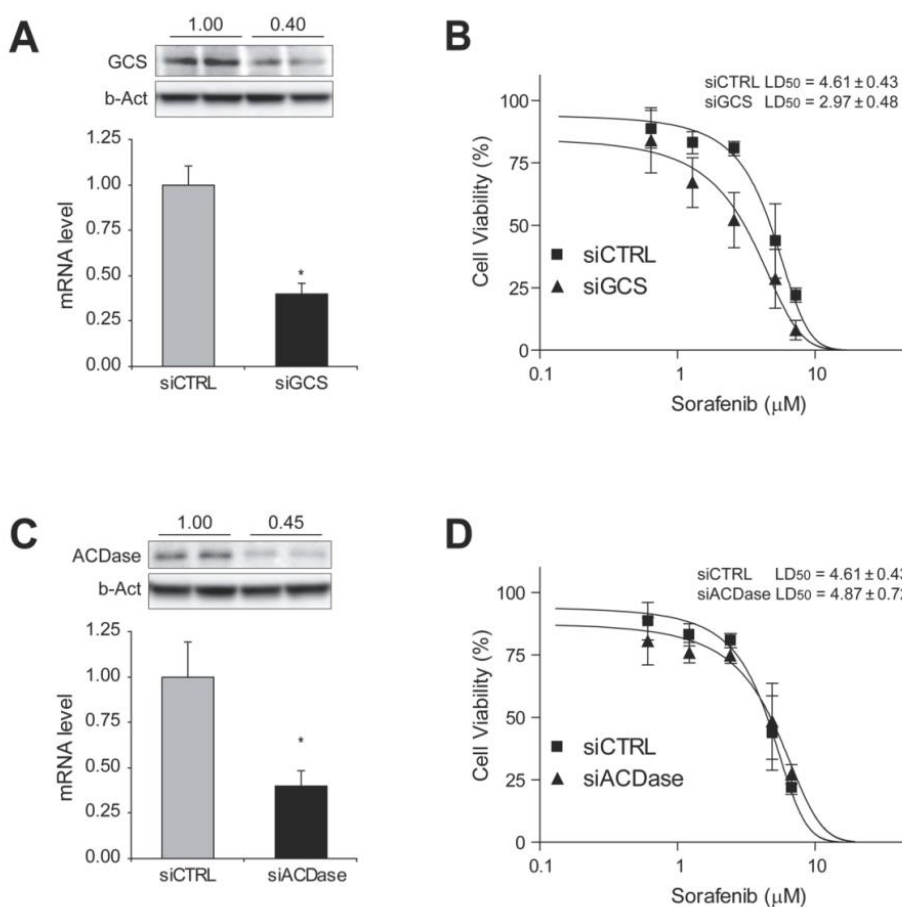 A
1.00 0.40
GCS
b-Act
mRNA level
1.25
1.00
0.75
0.50
0.25
0.00
*
siCTRL siGCS
B
siCTRL LD50 = 4.61 ± 0.43
siGCS LD50 = 2.97 ± 0.48
Cell Viability (%)
100
75
50
25
0
siCTRL
siGCS
0.1 1 10
Sorafenib (µM)
C
1.00 0.45
ACDase
b-Act
mRNA level
1.25
1.00
0.75
0.50
0.25
0.00
*
siCTRL siACDase
D
siCTRL LD50 = 4.61 ± 0.43
siACDase LD50 = 4.87 ± 0.72
Cell Viability (%)
100
75
50
25
0
siCTRL
siACDase
0.1 1 10
Sorafenib (µM)